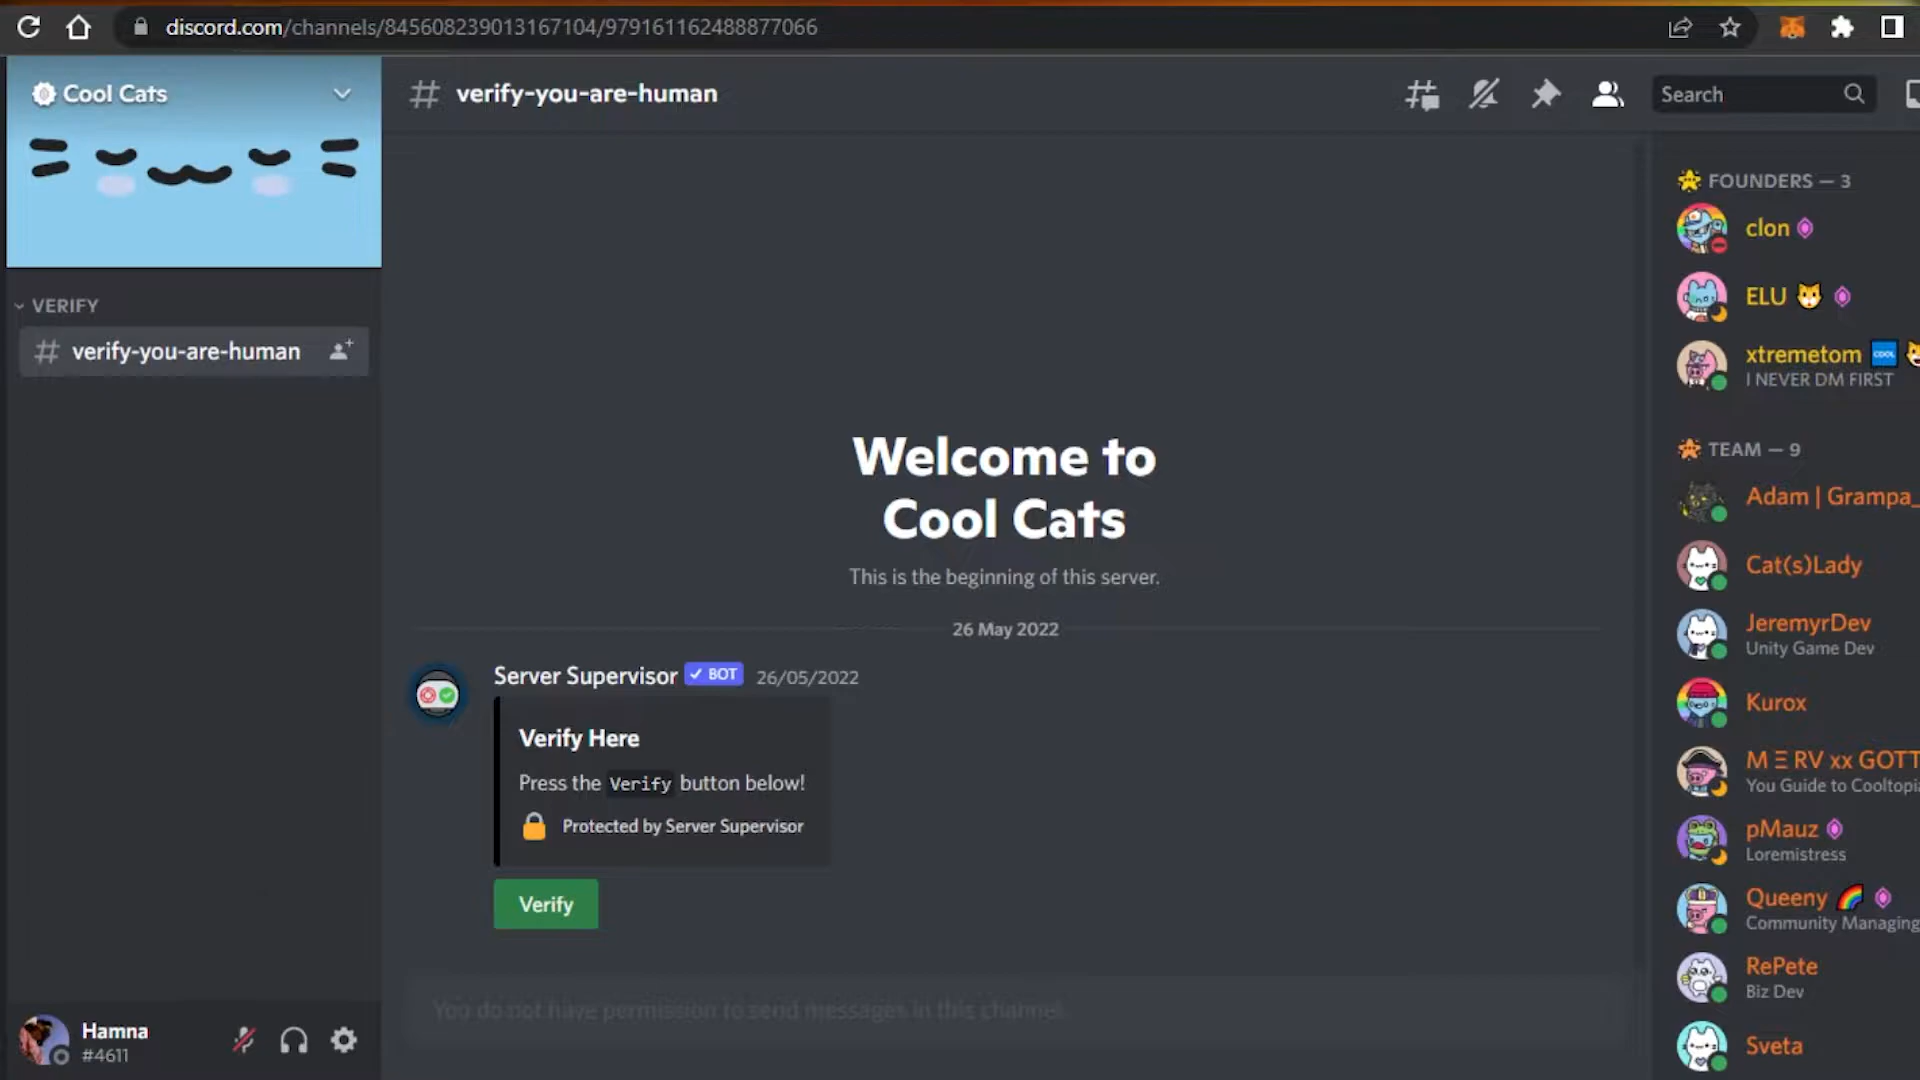 discord.com/channels/845608239013167104/979161162488877066
Cool Cats
VERIFY
verify-you-are-human
verify-you-are-human
Search
Welcome to
Cool Cats
This is the beginning of this server.
26 May 2022
Server Supervisor ✓ BOT 26/05/2022
Verify Here
Press the Verify button below!
Protected by Server Supervisor
Verify
You do not have permission to send messages in this channel.
Hamna
#4611
FOUNDERS — 3
clon
ELU
xtremetom COOL
I NEVER DM FIRST
TEAM — 9
Adam | Grampa_
Cat(s)Lady
JeremyrDev
Unity Game Dev
Kurox
M Ξ RV xx GOTT
You Guide to Cooltopia
pMauz
Loremistress
Queeny
Community Managing
RePete
Biz Dev
Sveta